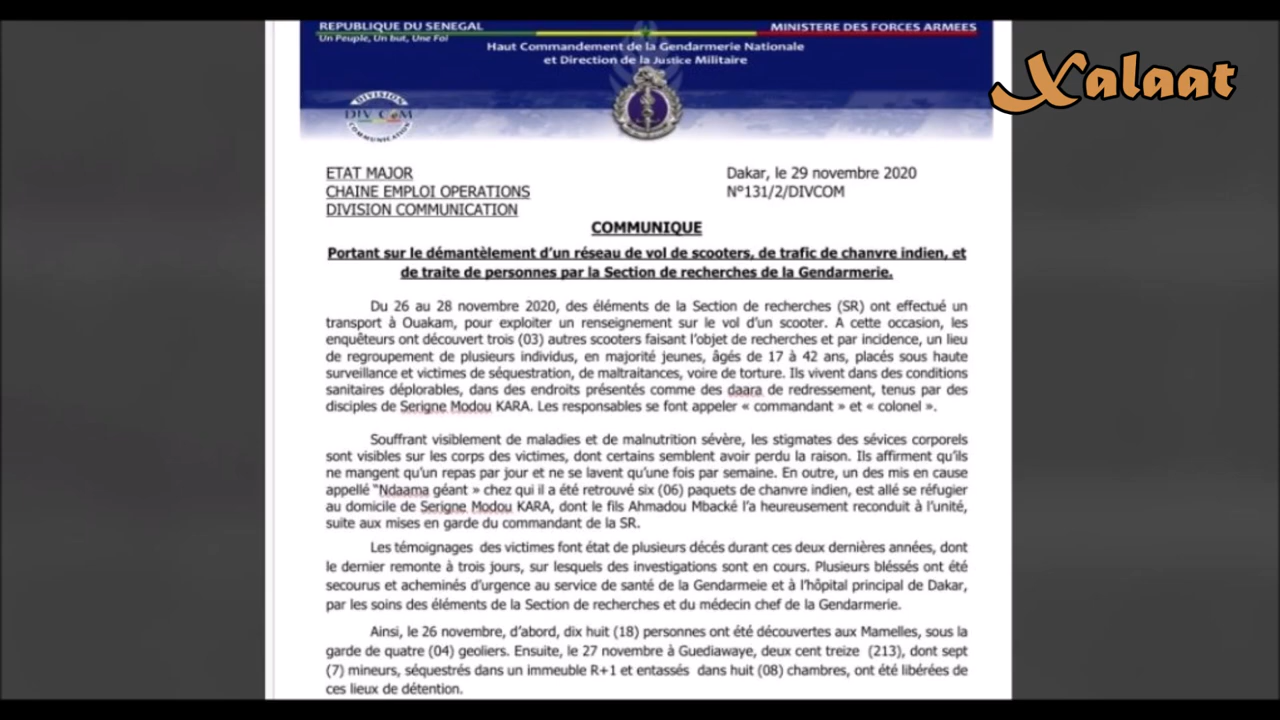 REPUBLIQUE DU SENEGAL
MINISTERE DES FORCES ARMEES
Un Peuple, Un but, Une Foi
Haut Commandement de la Gendarmerie Nationale
et Direction de la Justice Militaire
Xalaat
DIVISION
DIV COM
COMMUNICATION
ETAT MAJOR
Dakar, le 29 novembre 2020
CHAINE EMPLOI OPERATIONS
N°131/2/DIVCOM
DIVISION COMMUNICATION
COMMUNIQUE
Portant sur le démantèlement d'un réseau de vol de scooters, de trafic de chanvre indien, et
de traite de personnes par la Section de recherches de la Gendarmerie.
Du 26 au 28 novembre 2020, des éléments de la Section de recherches (SR) ont effectué un
transport à Ouakam, pour exploiter un renseignement sur le vol d'un scooter. A cette occasion, les
enquêteurs ont découvert trois (03) autres scooters faisant l'objet de recherches et par incidence, un lieu
de regroupement de plusieurs individus, en majorité jeunes, âgés de 17 à 42 ans, placés sous haute
surveillance et victimes de séquestration, de maltraitances, voire de torture. Ils vivent dans des conditions
sanitaires déplorables, dans des endroits présentés comme des daara de redressement, tenus par des
disciples de Serigne Modou KARA. Les responsables se font appeler « commandant » et « colonel ».
Souffrant visiblement de maladies et de malnutrition sévère, les stigmates des sévices corporels
sont visibles sur les corps des victimes, dont certains semblent avoir perdu la raison. Ils affirment qu'ils
ne mangent qu'un repas par jour et ne se lavent qu'une fois par semaine. En outre, un des mis en cause
appellé "Ndaama géant » chez qui il a été retrouvé six (06) paquets de chanvre indien, est allé se réfugier
au domicile de Serigne Modou KARA, dont le fils Ahmadou Mbacké l'a heureusement reconduit à l'unité,
suite aux mises en garde du commandant de la SR.
Les témoignages des victimes font état de plusieurs décés durant ces deux dernières années, dont
le dernier remonte à trois jours, sur lesquels des investigations sont en cours. Plusieurs bléssés ont été
secourus et acheminés d'urgence au service de santé de la Gendarmeie et à l'hôpital principal de Dakar,
par les soins des éléments de la Section de recherches et du médecin chef de la Gendarmerie.
Ainsi, le 26 novembre, d'abord, dix huit (18) personnes ont été découvertes aux Mamelles, sous la
garde de quatre (04) geoliers. Ensuite, le 27 novembre à Guediawaye, deux cent treize (213), dont sept
(7) mineurs, séquestrés dans un immeuble R+1 et entassés dans huit (08) chambres, ont été libérées de
ces lieux de détention.